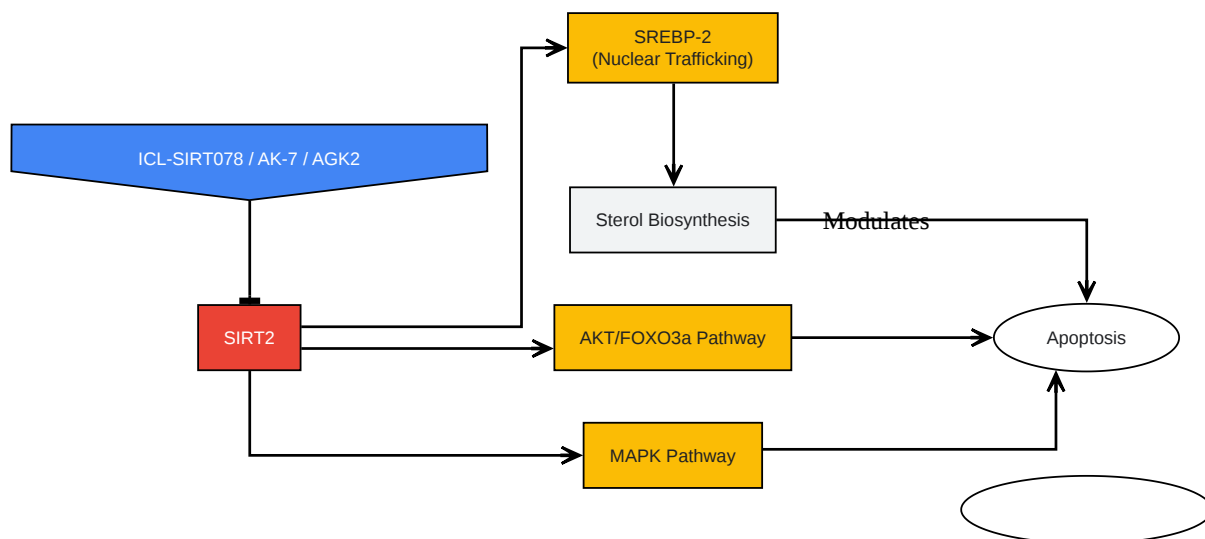 SREBP-2
(Nuclear Trafficking)
ICL-SIRT078 / AK-7 / AGK2
Sterol Biosynthesis
Modulates
SIRT2
AKT/FOXO3a Pathway
Apoptosis
MAPK Pathway